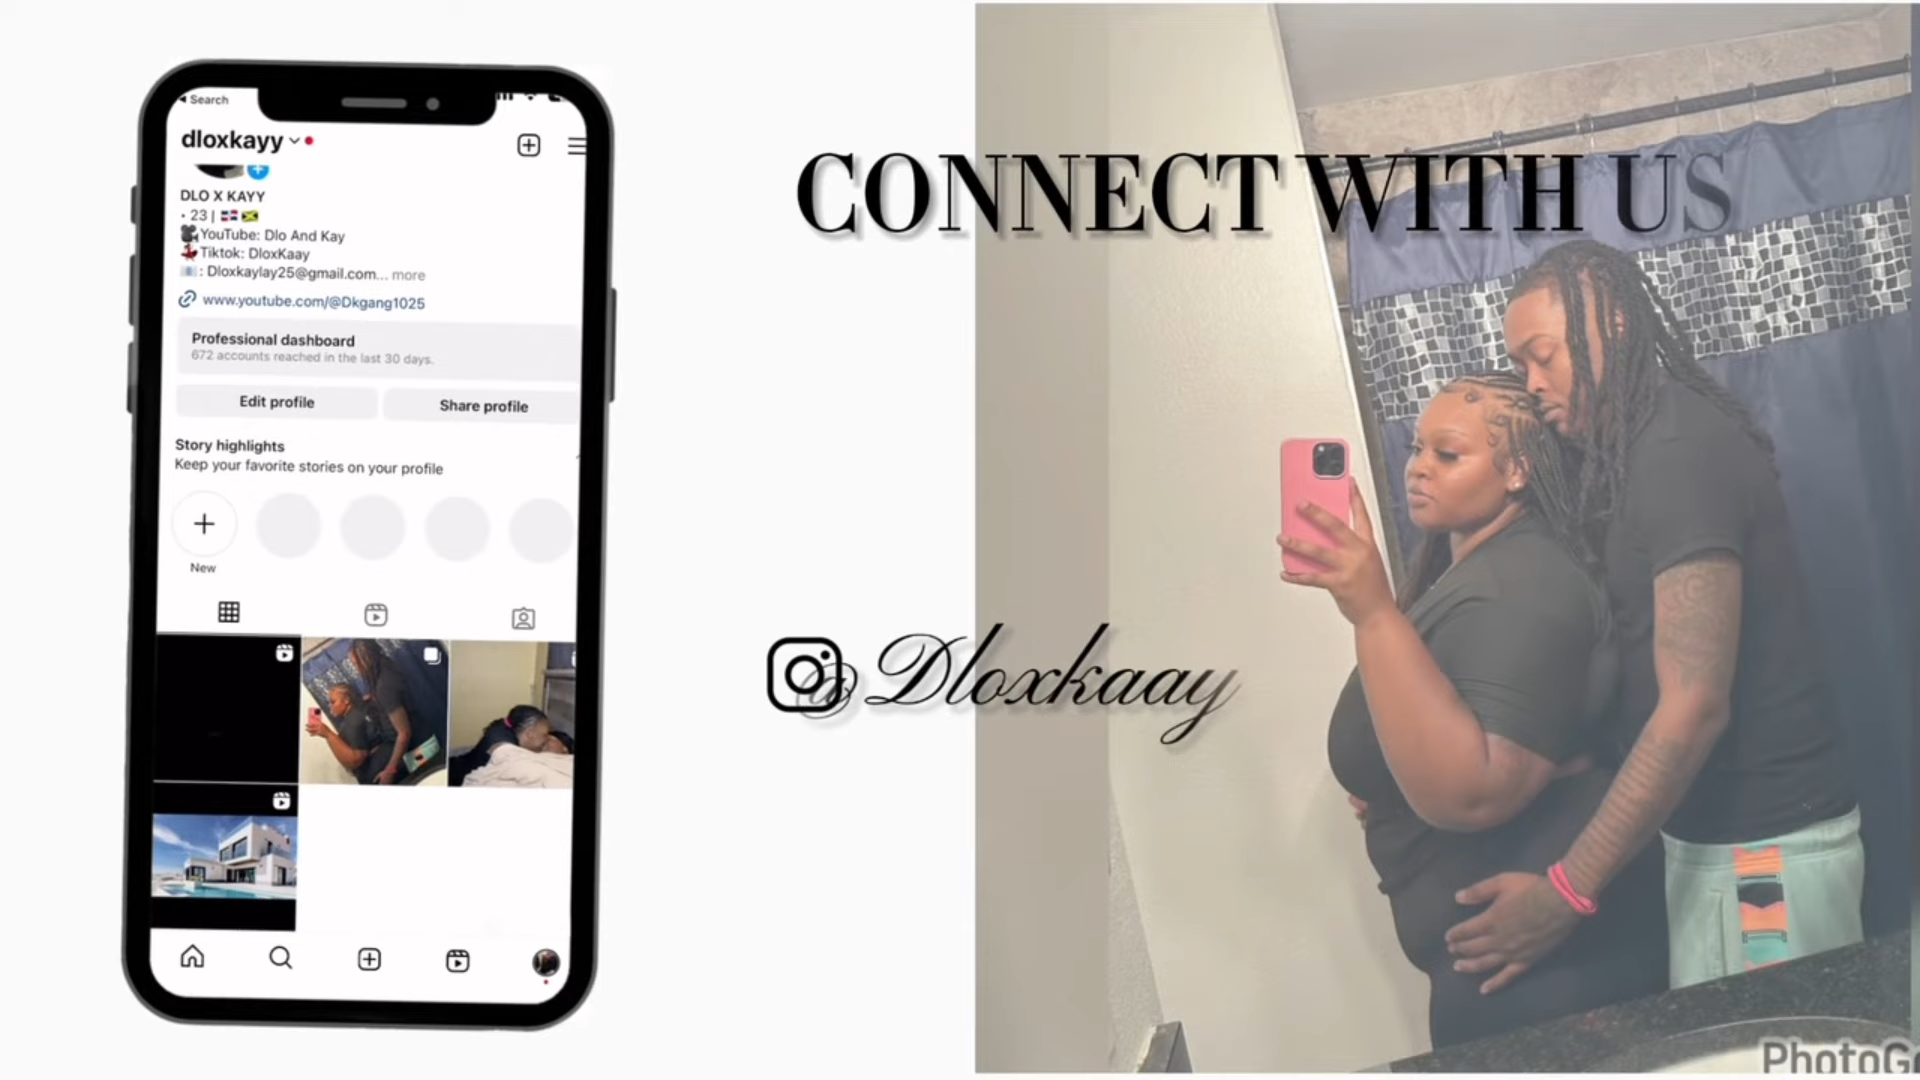 Search
dloxkayy
DLO X KAYY
• 23 |
YouTube: Dlo And Kay
Tiktok: DloxKaay
: Dloxkaylay25@gmail.com... more
www.youtube.com/@Dkgang1025
Professional dashboard
672 accounts reached in the last 30 days.
Edit profile
Share profile
Story highlights
Keep your favorite stories on your profile
New
CONNECT WITH US
@Dloxkaay
PhotoG